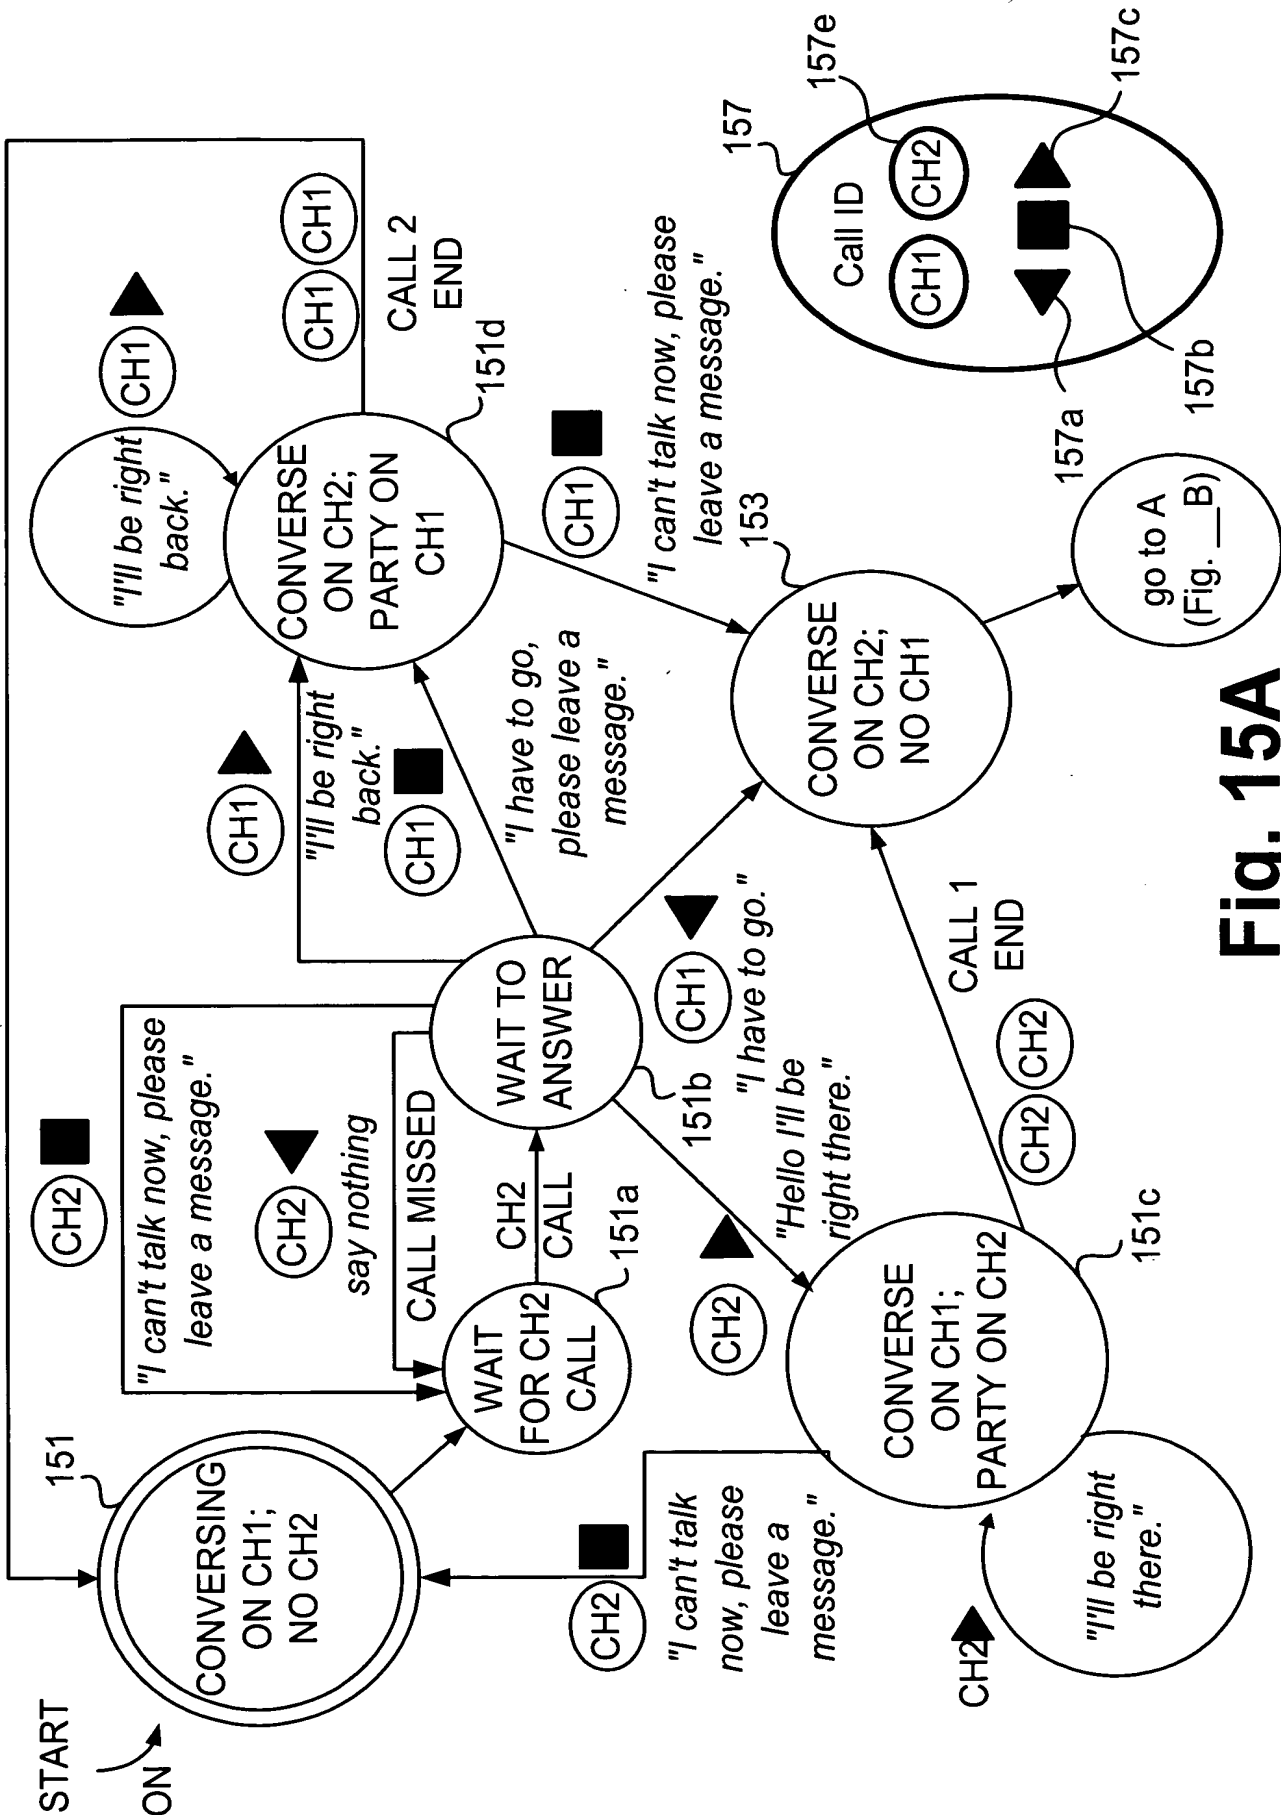 START
ON
151
CONVERSING
ON CH1;
NO CH2
CH2
"I can't talk now, please
leave a message."
CH2
say nothing
CALL MISSED
WAIT
FOR CH2
CALL
151a
CH2
CALL
WAIT TO
ANSWER
151b
CH1
"I'll be right
back."
CH1
"I have to go,
please leave a
message."
"I'll be right
back."
CH1
CONVERSE
ON CH2;
PARTY ON
CH1
151d
CH1
CH1
CALL 2
END
CH1
"I can't talk now, please
leave a message."
153
CONVERSE
ON CH2;
NO CH1
CH1
"I have to go."
"Hello I'll be
right there."
CH2
CH2
"I can't talk
now, please
leave a
message."
CONVERSE
ON CH1;
PARTY ON CH2
151c
CH2
"I'll be right
there."
CALL 1
END
CH2
CH2
go to A
(Fig. __B)
157
Call ID
CH1
CH2
157e
157a
157b
157c
Fig. 15A